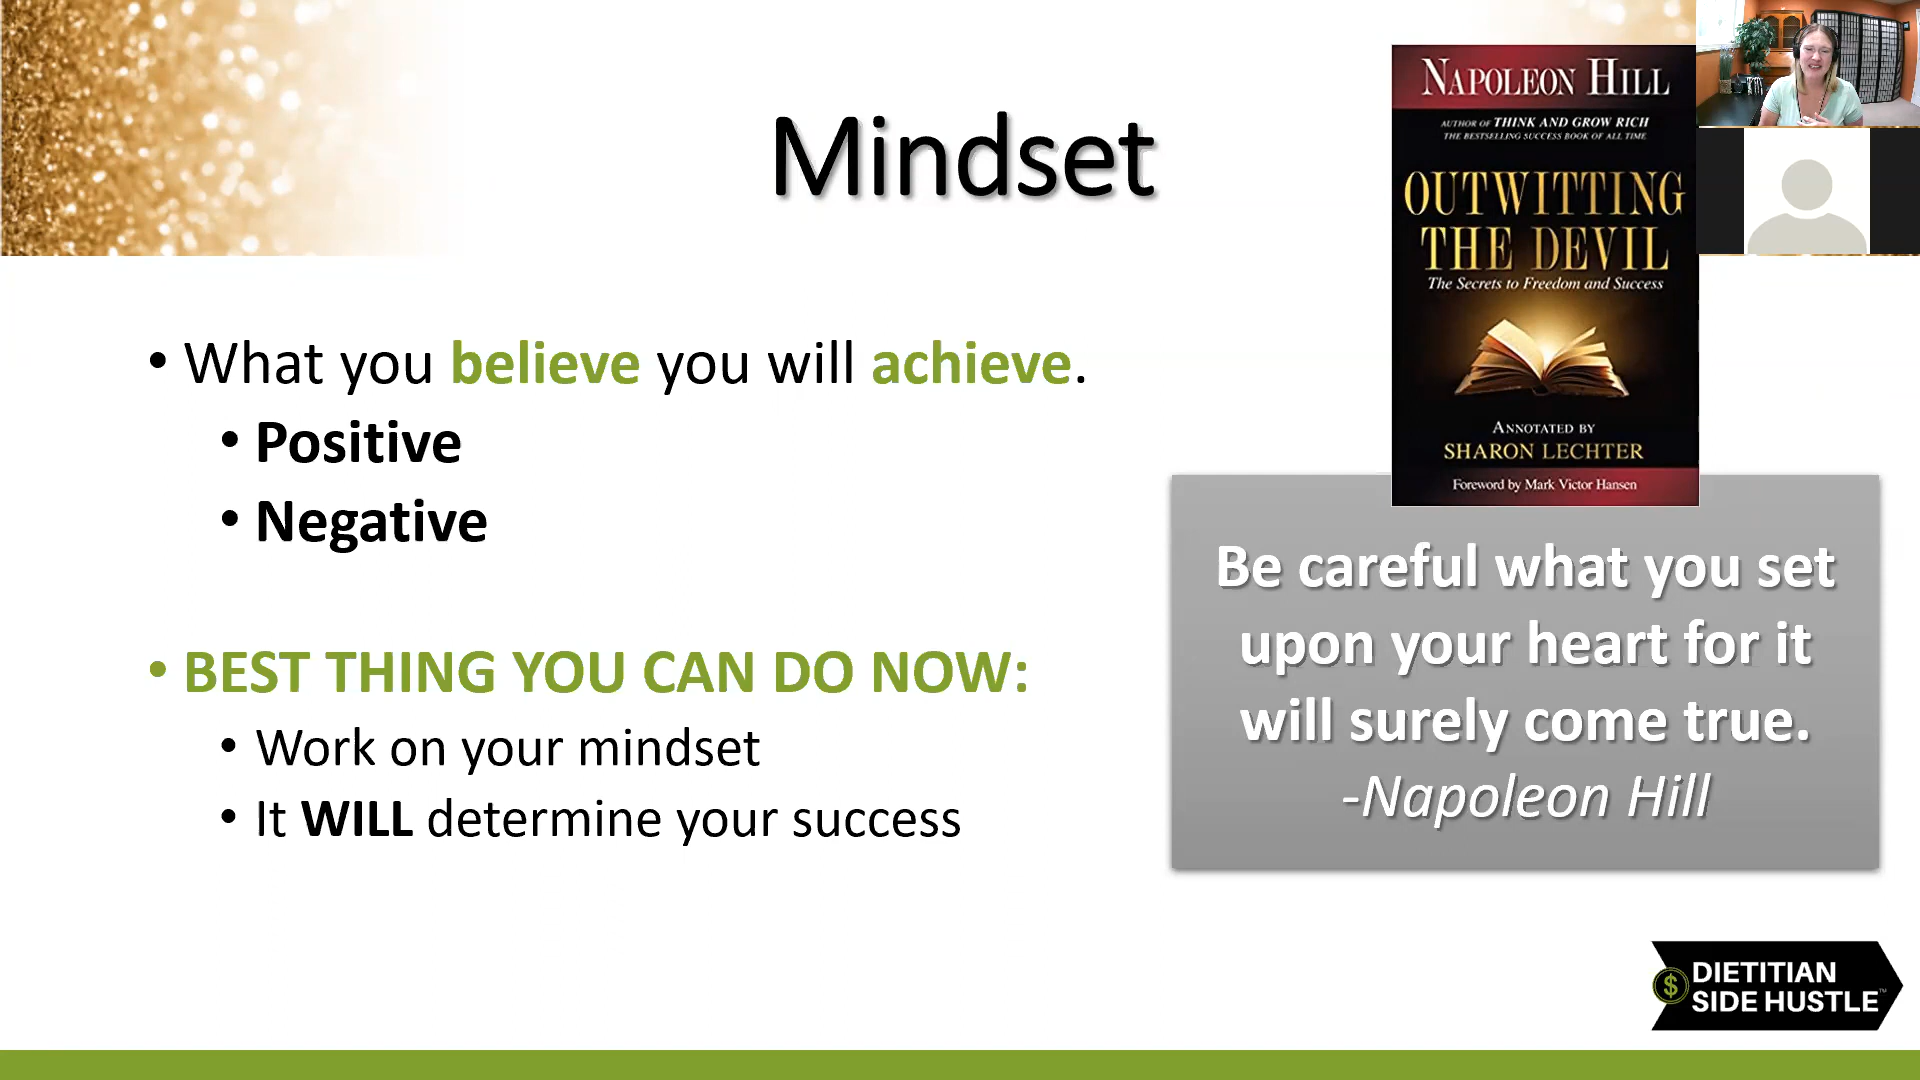 Mindset
NAPOLEON HILL
AUTHOR OF THINK AND GROW RICH
THE BESTSELLING SUCCESS BOOK OF ALL TIME
OUTWITTING
THE DEVIL
The Secrets to Freedom and Success
ANNOTATED BY
SHARON LECHTER
Foreword by Mark Victor Hansen
• What you believe you will achieve.
• Positive
• Negative
• BEST THING YOU CAN DO NOW:
• Work on your mindset
• It WILL determine your success
Be careful what you set
upon your heart for it
will surely come true.
-Napoleon Hill
$
DIETITIAN
SIDE HUSTLE™